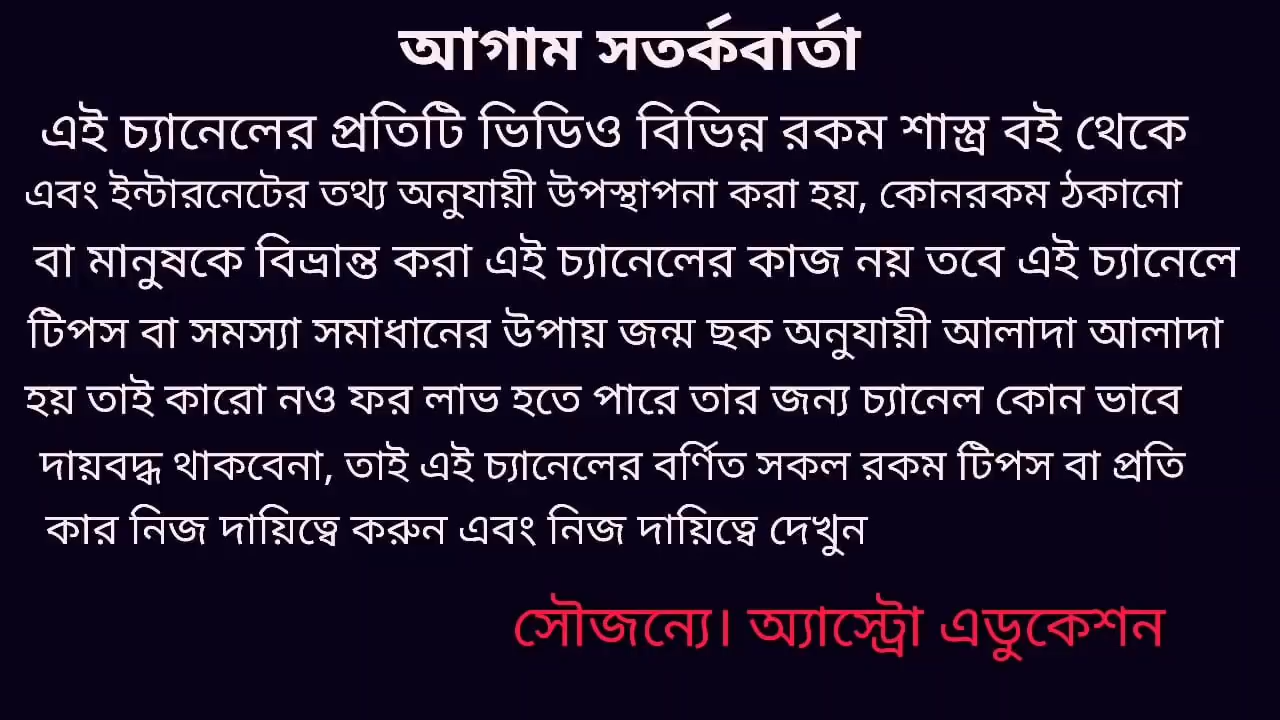 আগাম সতর্কবার্তা
এই চ্যানেলের প্রতিটি ভিডিও বিভিন্ন রকম শাস্ত্র বই থেকে
এবং ইন্টারনেটের তথ্য অনুযায়ী উপস্থাপনা করা হয়, কোনরকম ঠকানো
বা মানুষকে বিভ্রান্ত করা এই চ্যানেলের কাজ নয় তবে এই চ্যানেলে
টিপস বা সমস্যা সমাধানের উপায় জন্ম ছক অনুযায়ী আলাদা আলাদা
হয় তাই কারো নও ফর লাভ হতে পারে তার জন্য চ্যানেল কোন ভাবে
দায়বদ্ধ থাকবেনা, তাই এই চ্যানেলের বর্ণিত সকল রকম টিপস বা প্রতি
কার নিজ দায়িত্বে করুন এবং নিজ দায়িত্বে দেখুন
সৌজন্যে। অ্যাস্ট্রো এডুকেশন